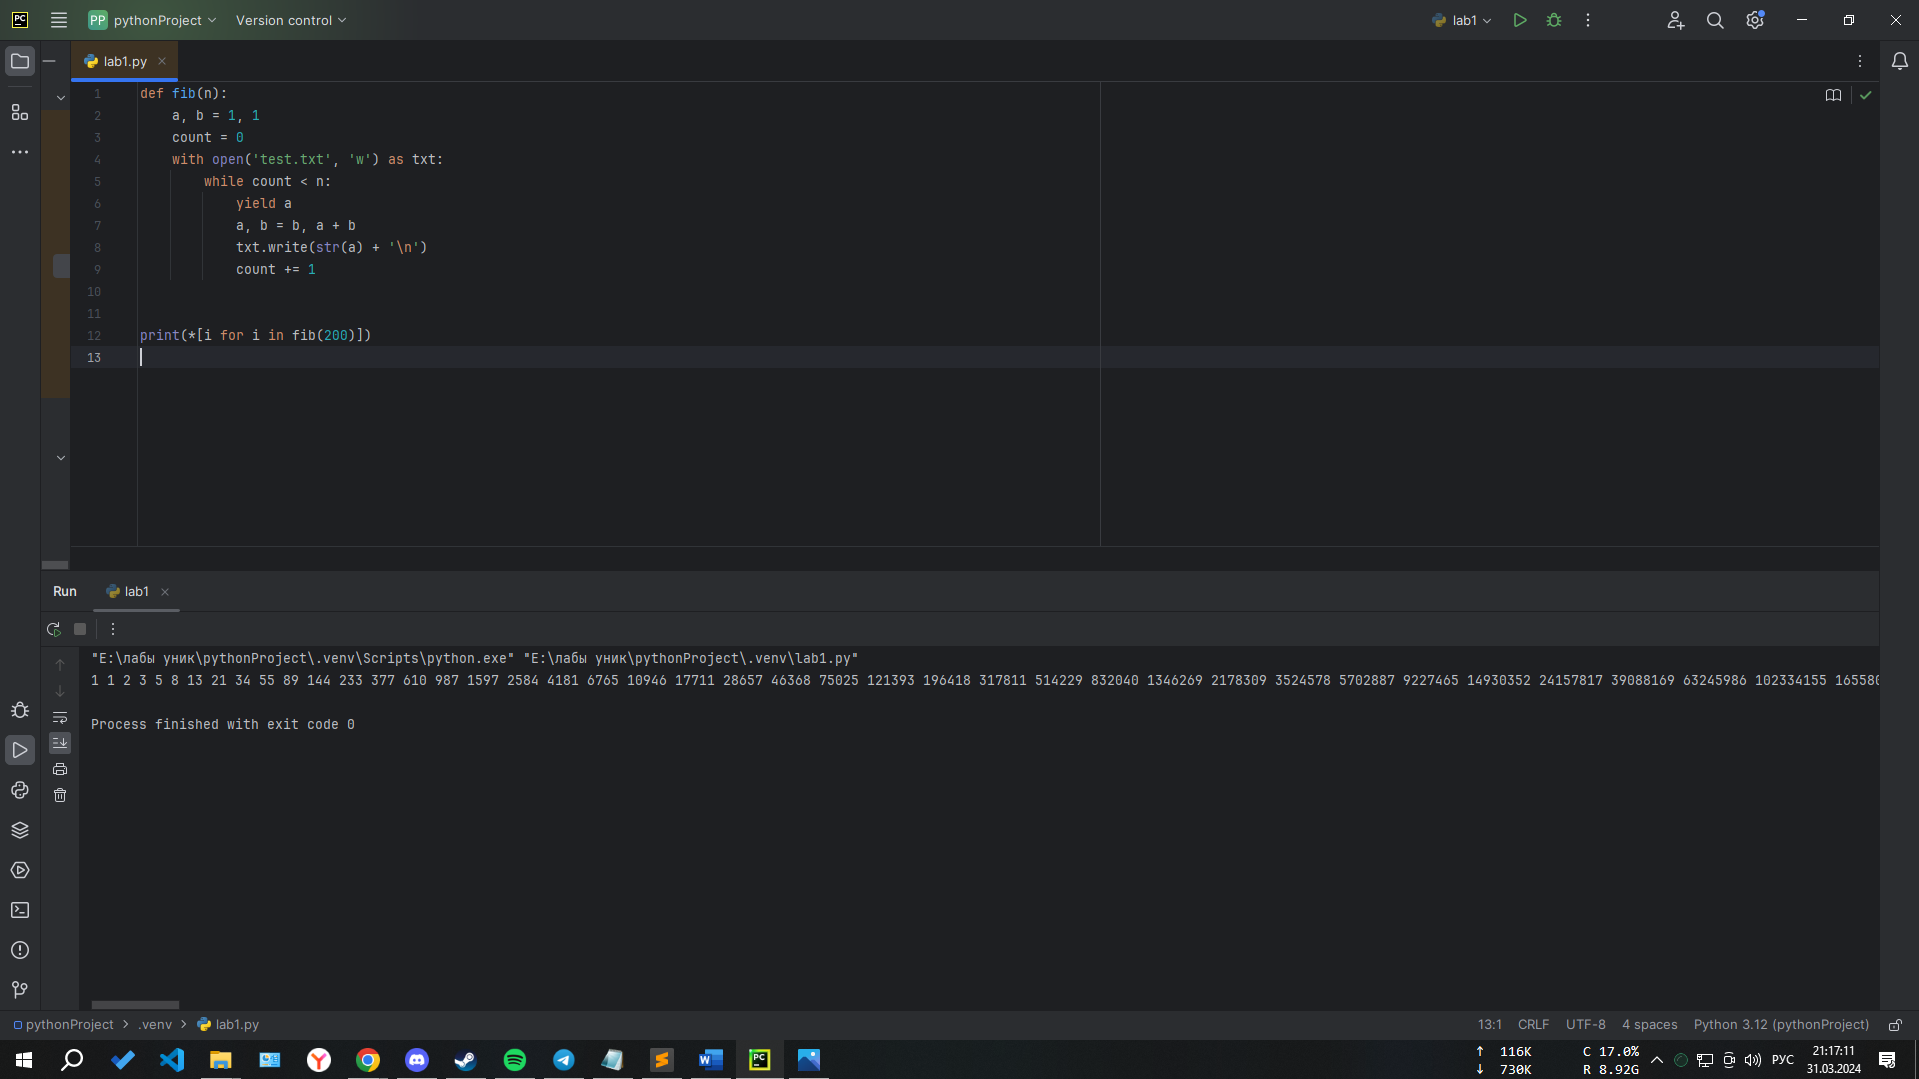 PC
PP pythonProject Version control lab1
lab1.py
1 def fib(n):
2 a, b = 1, 1
3 count = 0
4 with open('test.txt', 'w') as txt:
5 while count < n:
6 yield a
7 a, b = b, a + b
8 txt.write(str(a) + '\n')
9 count += 1
10
11
12 print(*[i for i in fib(200)])
13
Run lab1
"E:\лабы уник\pythonProject\.venv\Scripts\python.exe" "E:\лабы уник\pythonProject\.venv\lab1.py"
1 1 2 3 5 8 13 21 34 55 89 144 233 377 610 987 1597 2584 4181 6765 10946 17711 28657 46368 75025 121393 196418 317811 514229 832040 1346269 2178309 3524578 5702887 9227465 14930352 24157817 39088169 63245986 102334155 165580
Process finished with exit code 0
pythonProject > .venv > lab1.py 13:1 CRLF UTF-8 4 spaces Python 3.12 (pythonProject)
↑ 116K C 17.0% 21:17:11
↓ 730K R 8.92G РУС 31.03.2024